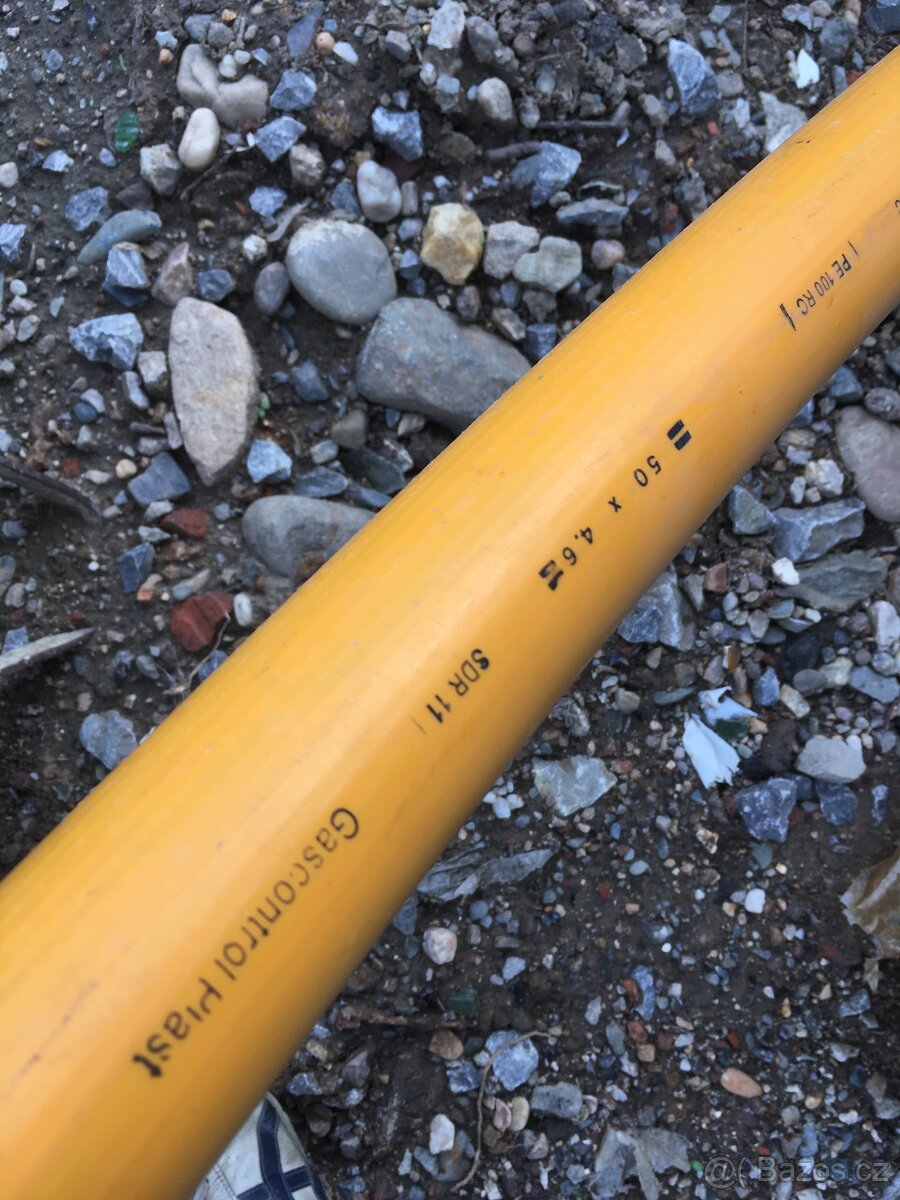 Gascontrol Plast
SDR 11 |
50 x 4.6
| PE 100 RC |
@( Bazos.cz